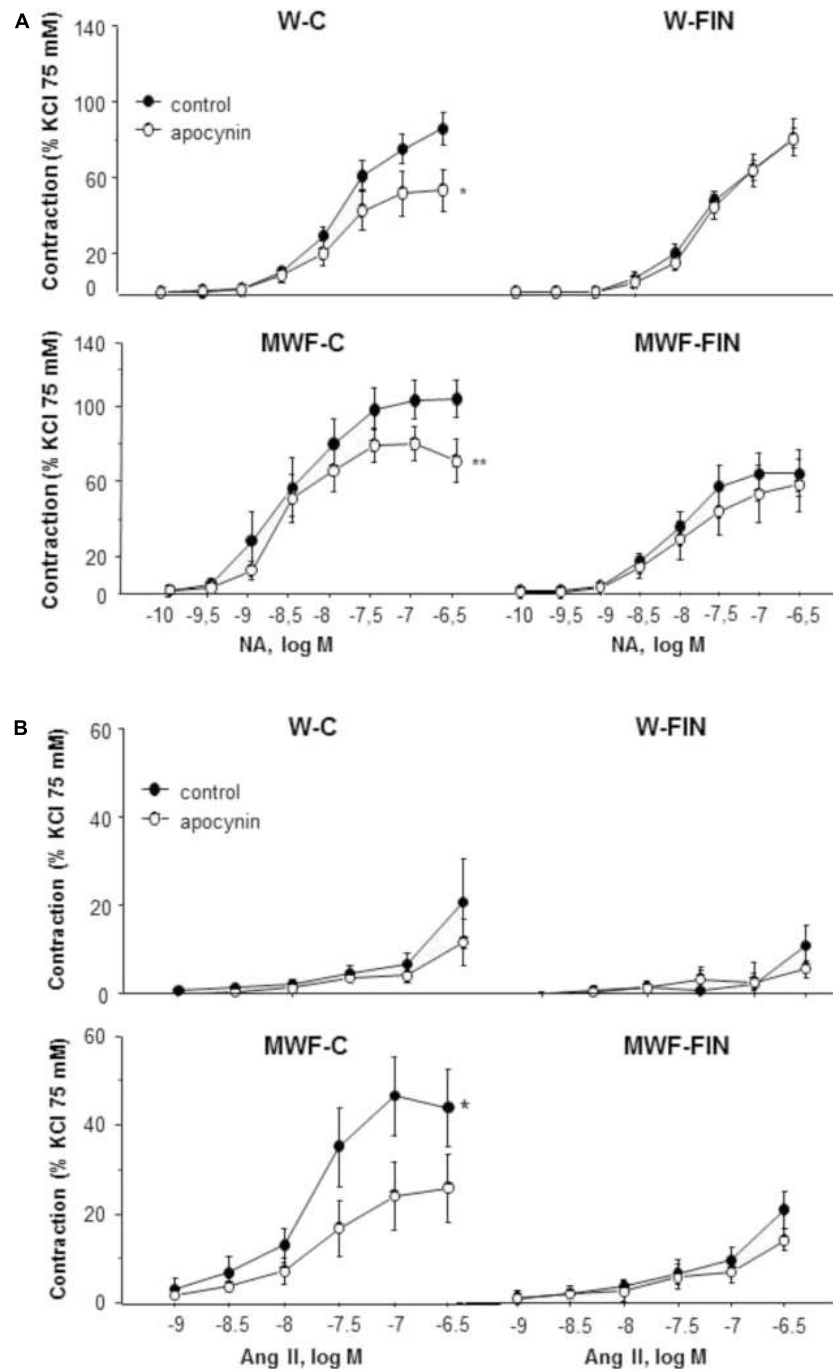 A
W-C
W-FIN
Contraction (% KCl 75 mM)
140
100
60
20
0
control
apocynin
*
MWF-C
MWF-FIN
Contraction (% KCl 75 mM)
140
100
60
20
0
**
-10 -9,5 -9 -8,5 -8 -7,5 -7 -6,5
-10 -9,5 -9 -8,5 -8 -7,5 -7 -6,5
NA, log M
NA, log M
B
W-C
W-FIN
Contraction (% KCl 75 mM)
60
40
20
0
control
apocynin
MWF-C
MWF-FIN
Contraction (% KCl 75 mM)
60
40
20
0
*
-9 -8.5 -8 -7.5 -7 -6.5
-9 -8.5 -8 -7.5 -7 -6.5
Ang II, log M
Ang II, log M